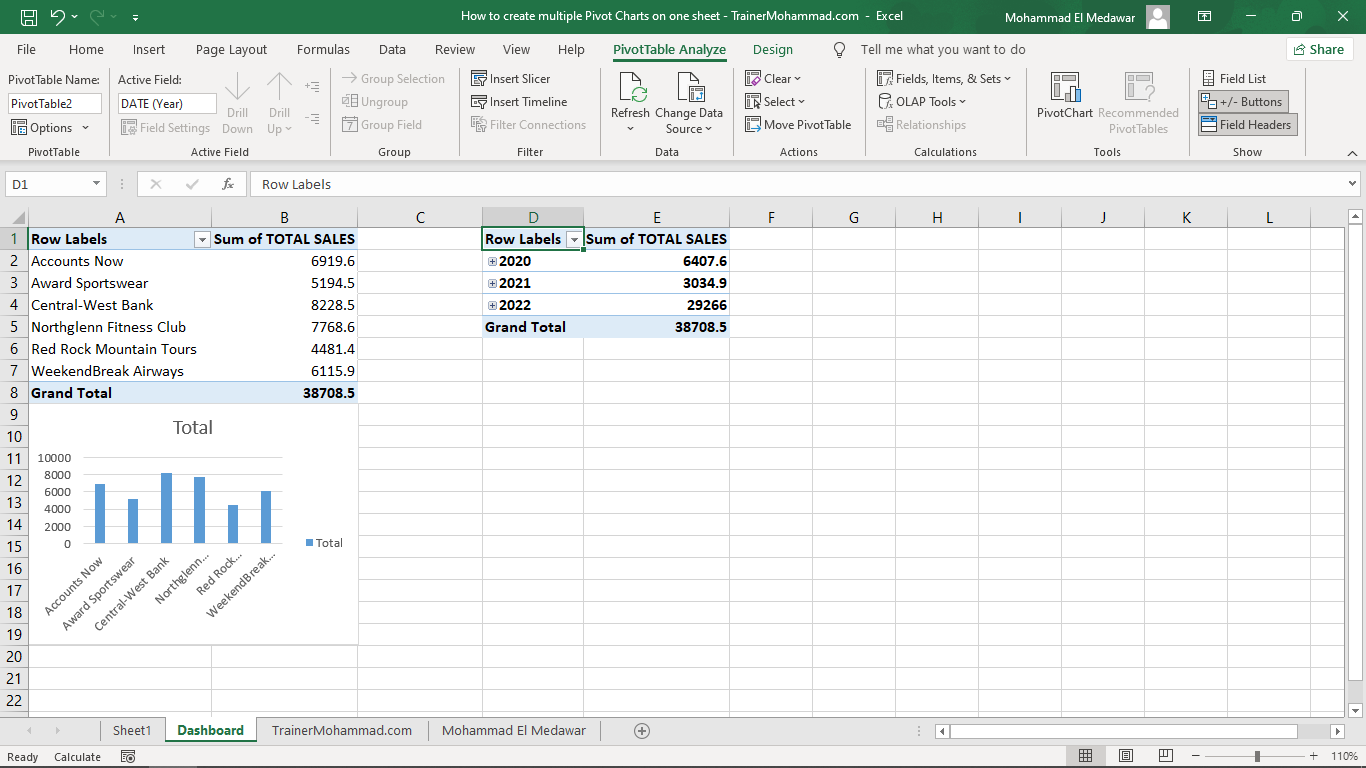 How to create multiple Pivot Charts on one sheet - TrainerMohammad.com - Excel
Mohammad El Medawar
File Home Insert Page Layout Formulas Data Review View Help PivotTable Analyze Design Tell me what you want to do Share
PivotTable Name:
PivotTable2
Options
PivotTable
Active Field:
DATE (Year)
Field Settings
Drill Down
Drill Up
Active Field
Group Selection
Ungroup
Group Field
Group
Insert Slicer
Insert Timeline
Filter Connections
Filter
Refresh
Change Data Source
Data
Clear
Select
Move PivotTable
Actions
Fields, Items, & Sets
OLAP Tools
Relationships
Calculations
PivotChart
Recommended PivotTables
Tools
Field List
+/- Buttons
Field Headers
Show
D1 fx Row Labels
A B C D E F G H I J K L
1 Row Labels Sum of TOTAL SALES Row Labels Sum of TOTAL SALES
2 Accounts Now 6919.6 2020 6407.6
3 Award Sportswear 5194.5 2021 3034.9
4 Central-West Bank 8228.5 2022 29266
5 Northglenn Fitness Club 7768.6 Grand Total 38708.5
6 Red Rock Mountain Tours 4481.4
7 WeekendBreak Airways 6115.9
8 Grand Total 38708.5
9
10
11
12
13
14
15
16
17
18
19
20
21
22
Total
10000
8000
6000
4000
2000
0
Accounts Now
Award Sportswear
Central-West Bank
Northglenn...
Red Rock...
WeekendBreak...
Total
Sheet1 Dashboard TrainerMohammad.com Mohammad El Medawar
Ready Calculate 110%